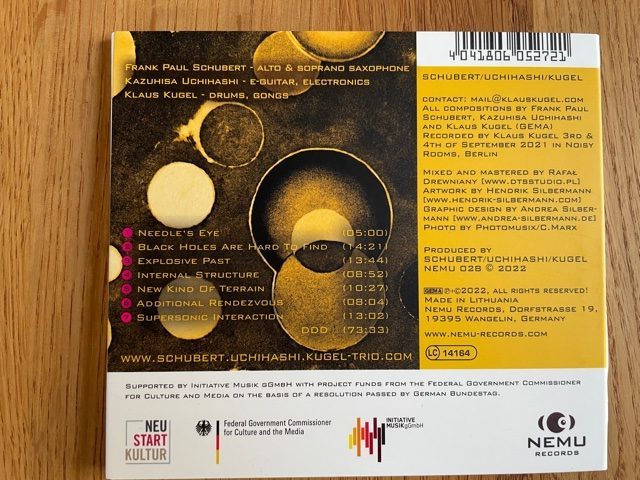 4 041806 052721
Frank Paul Schubert - alto & soprano saxophone
Kazuhisa Uchihashi - e-guitar, electronics
Klaus Kugel - drums, gongs
1 Needle's Eye (05:00)
2 Black Holes Are Hard To Find (14:21)
3 Explosive Past (13:44)
4 Internal Structure (08:52)
5 New Kind Of Terrain (10:27)
6 Additional Rendezvous (08:04)
7 Supersonic Interaction (13:02)
DDD (73:33)
www.schubert.uchihashi.kugel-trio.com
Schubert/Uchihashi/Kugel
contact: mail@klauskugel.com
All compositions by Frank Paul
Schubert, Kazuhisa Uchihashi
and Klaus Kugel (GEMA)
Recorded by Klaus Kugel 3rd &
4th of September 2021 in Noisy
Rooms, Berlin
Mixed and mastered by Rafał
Drewniany [www.dtsstudio.pl]
Artwork by Hendrik Silbermann
[www.hendrik-silbermann.com]
Graphic design by Andrea Silber-
mann [www.andrea-silbermann.de]
Photo by Photomusix/C.Marx
Produced by
Schubert/Uchihashi/Kugel
NEMU 028 © 2022
GEMA ℗+©2022, all rights reserved!
Made in Lithuania
Nemu Records, Dorfstrasse 19,
19395 Wangelin, Germany
www.nemu-records.com
LC 14164
Supported by Initiative Musik gGmbH with project funds from the Federal Government Commissioner
for Culture and Media on the basis of a resolution passed by German Bundestag.
NEU
START
KULTUR
Federal Government Commissioner
for Culture and the Media
INITIATIVE
MUSIK gGmbH
NEMU
RECORDS